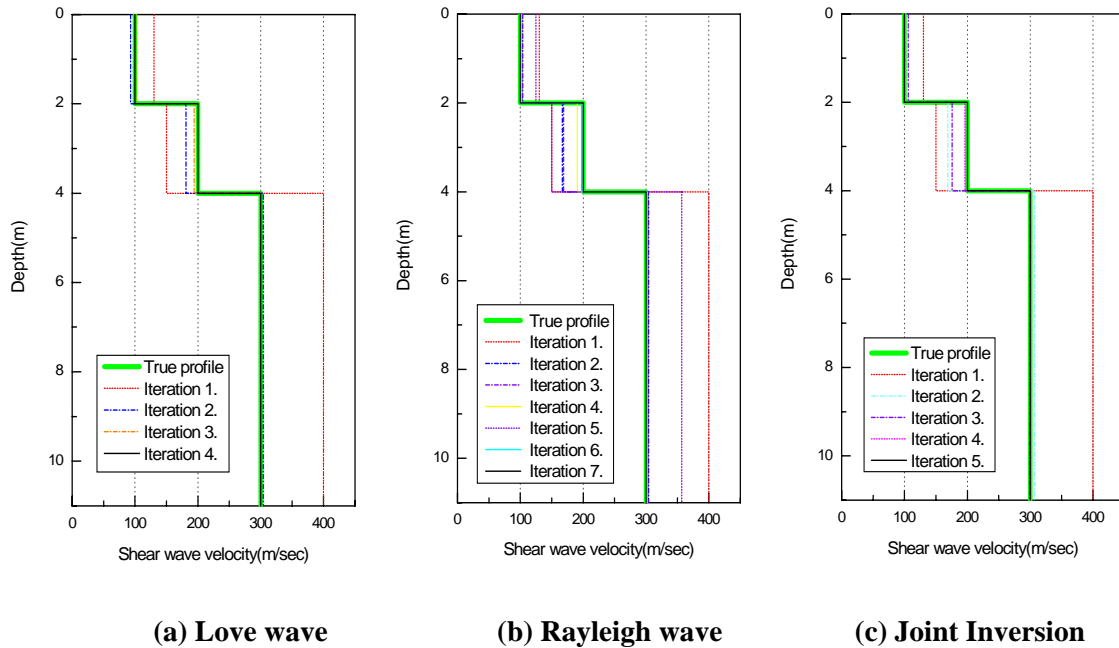 0
2
4
6
8
10
Depth(m)
True profile
Iteration 1.
Iteration 2.
Iteration 3.
Iteration 4.
0 100 200 300 400
Shear wave velocity(m/sec)
(a) Love wave
0
2
4
6
8
10
Depth(m)
True profile
Iteration 1.
Iteration 2.
Iteration 3.
Iteration 4.
Iteration 5.
Iteration 6.
Iteration 7.
0 100 200 300 400
Shear wave velocity(m/sec)
(b) Rayleigh wave
0
2
4
6
8
10
Depth(m)
True profile
Iteration 1.
Iteration 2.
Iteration 3.
Iteration 4.
Iteration 5.
0 100 200 300 400
Shear wave velocity(m/sec)
(c) Joint Inversion